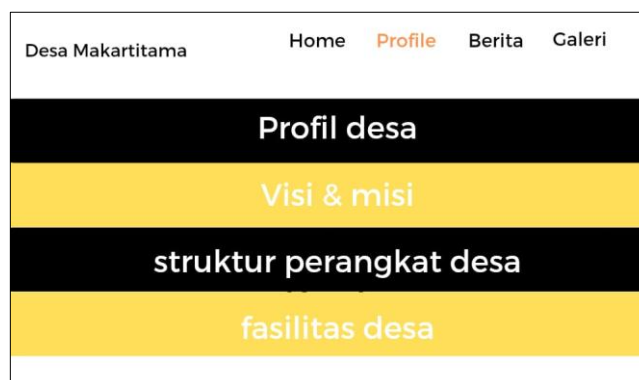 Desa Makartitama
Home Profile Berita Galeri
Profil desa
Visi & misi
struktur perangkat desa
fasilitas desa